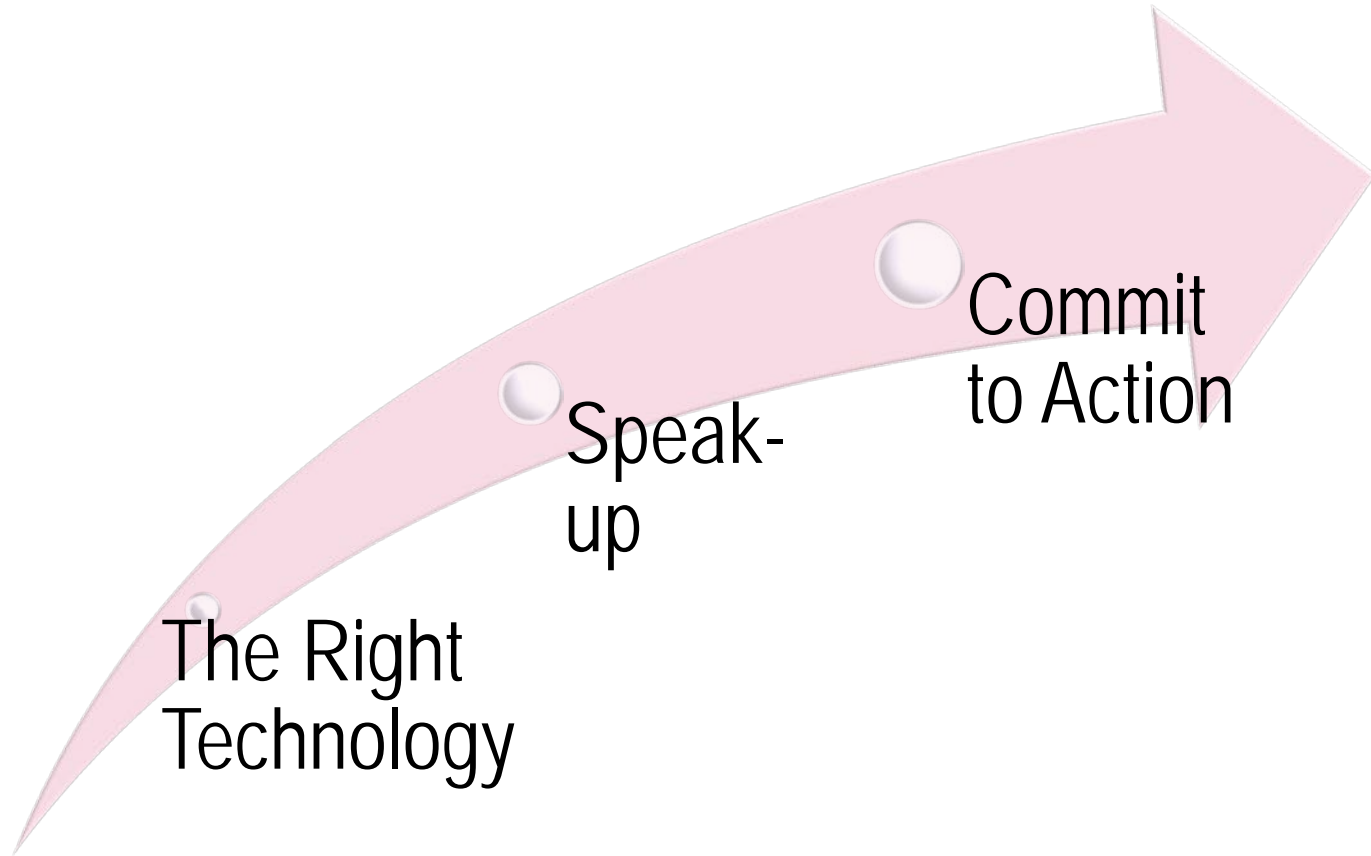 The Right
Technology
Speak-
up
Commit
to Action